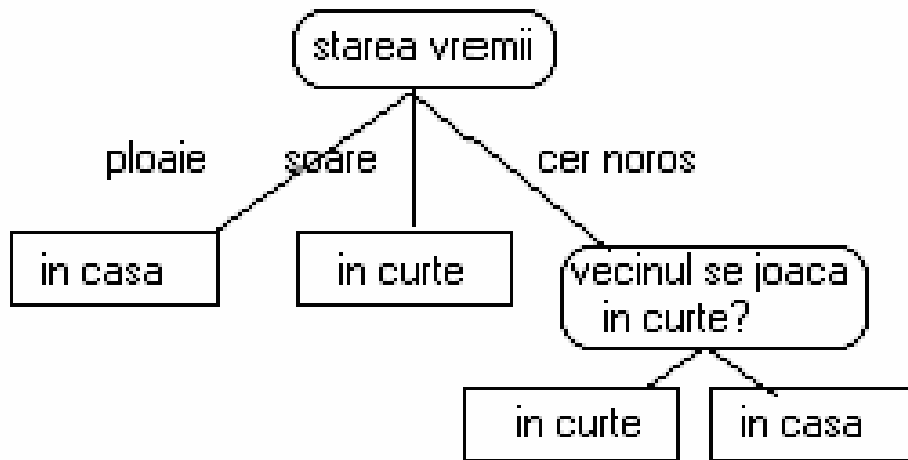 starea vremii
ploaie soare cer noros
in casa in curte vecinul se joaca
in curte?
in curte in casa